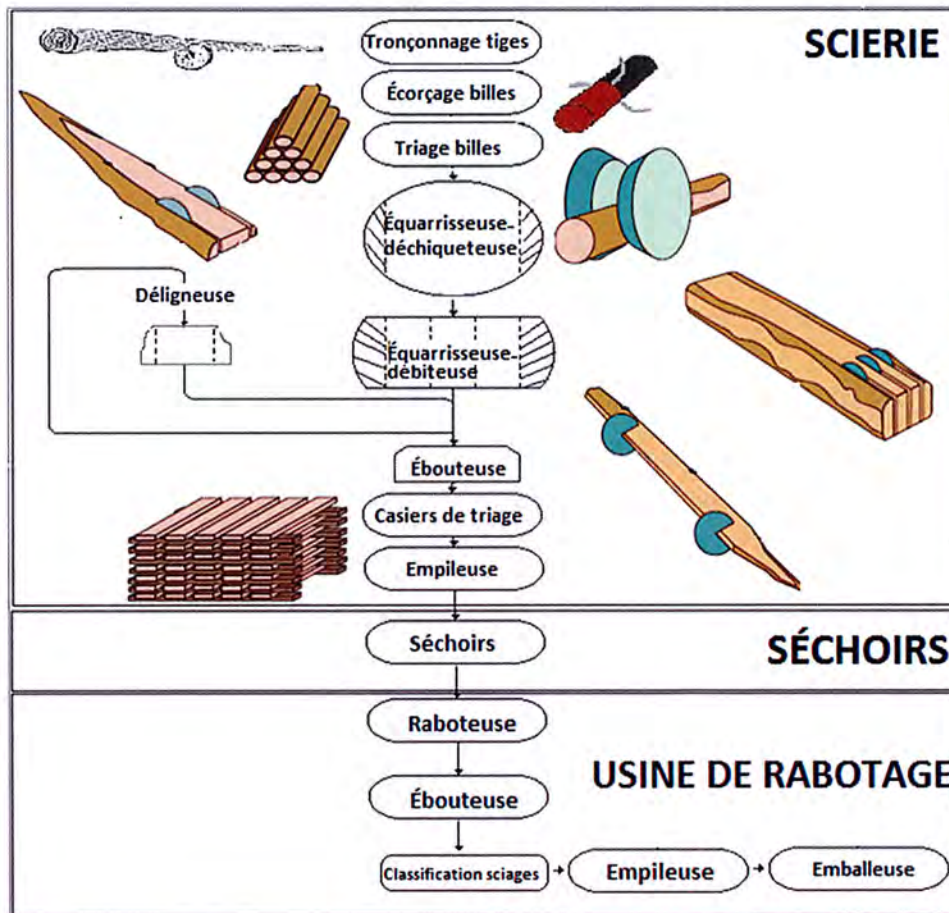 SCIERIE
Tronçonnage tiges
Écorçage billes
Triage billes
Équarrisseuse-
déchiqueteuse
Déligneuse
Équarrisseuse-
débiteuse
Ébouteuse
Casiers de triage
Empileuse
Séchoirs
SÉCHOIRS
Raboteuse
USINE DE RABOTAGE
Ébouteuse
Classification sciages
Empileuse
Emballeuse